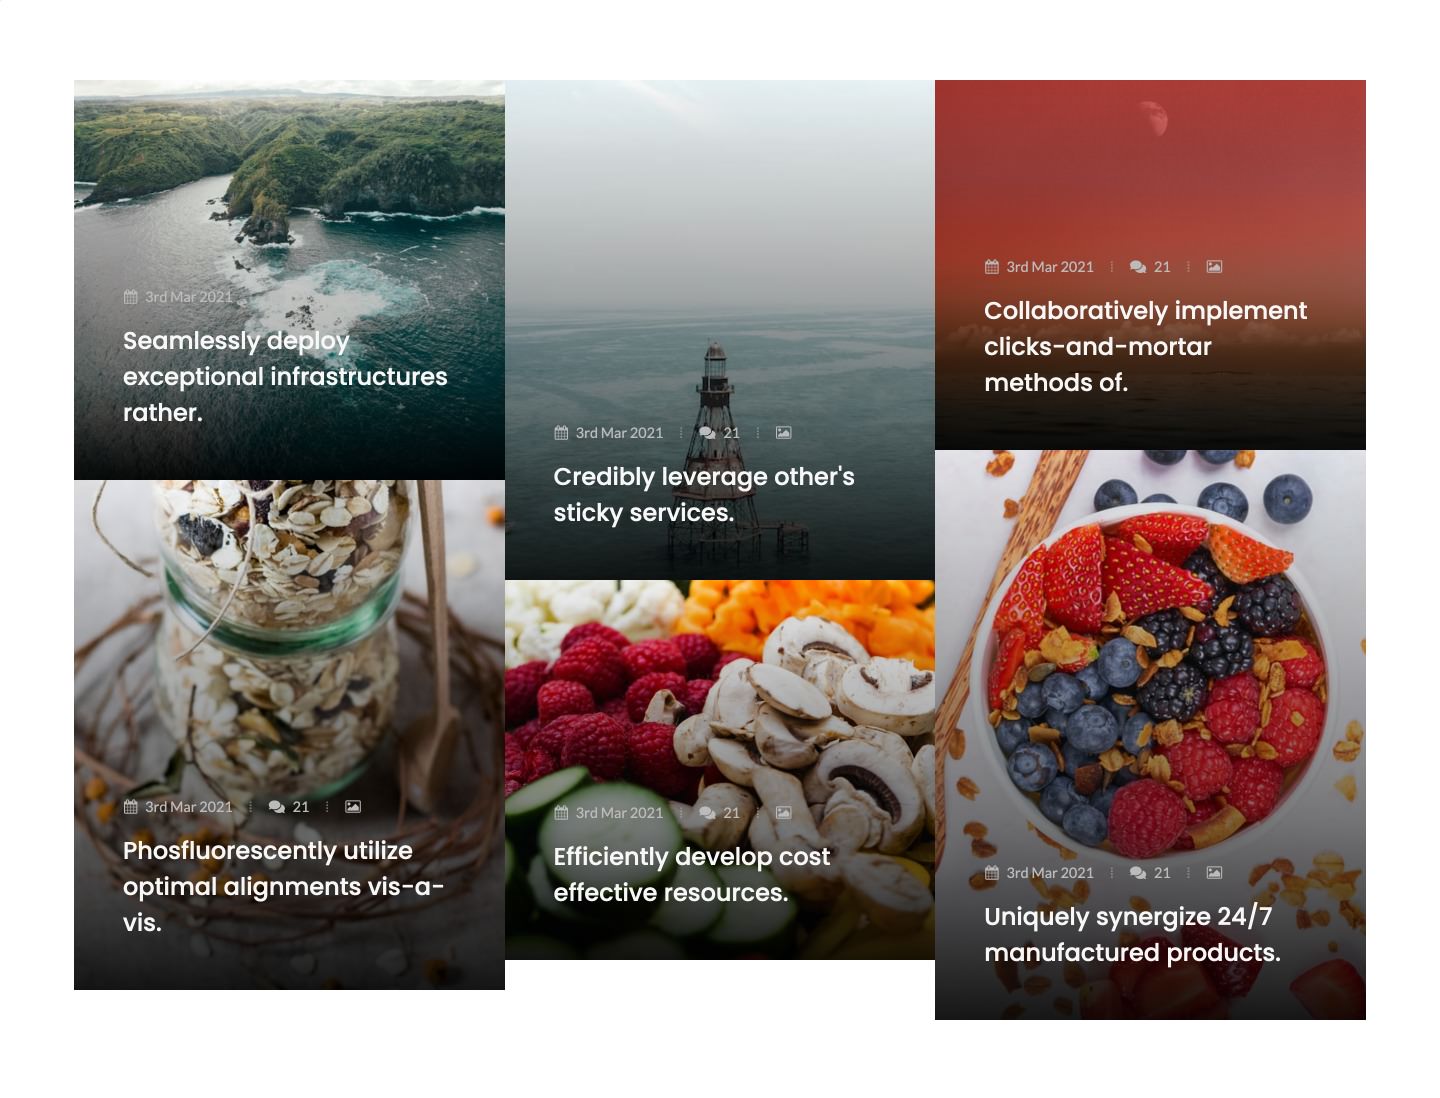 3rd Mar 2021
Seamlessly deploy
exceptional infrastructures
rather.
3rd Mar 2021 21
Phosfluorescently utilize
optimal alignments vis-a-
vis.
3rd Mar 2021 21
Credibly leverage other's
sticky services.
3rd Mar 2021 21
Efficiently develop cost
effective resources.
3rd Mar 2021 21
Collaboratively implement
clicks-and-mortar
methods of.
3rd Mar 2021 21
Uniquely synergize 24/7
manufactured products.